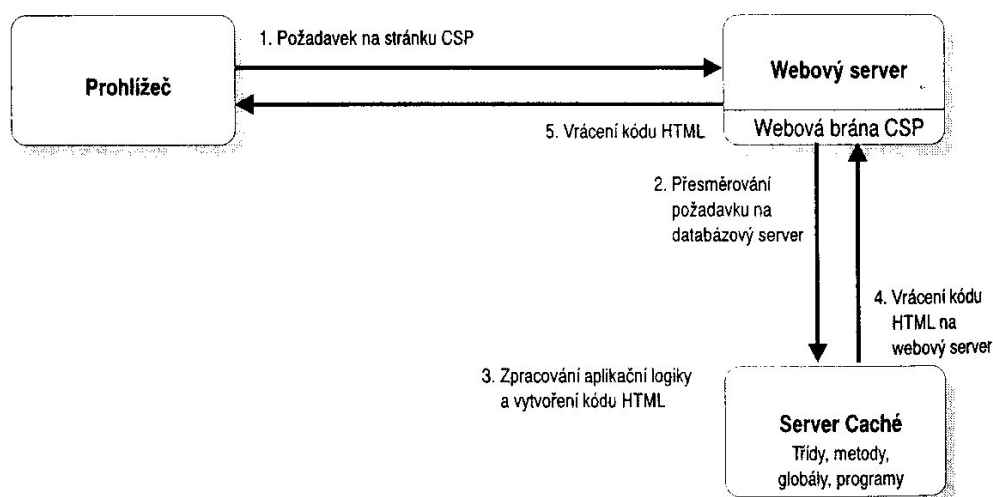 1. Požadavek na stránku CSP
Prohlížeč
Webový server
Webová brána CSP
5. Vrácení kódu HTML
2. Přesměrování
požadavku na
databázový server
4. Vrácení kódu
HTML na
webový server
3. Zpracování aplikační logiky
a vytvoření kódu HTML
Server Caché
Třídy, metody,
globály, programy